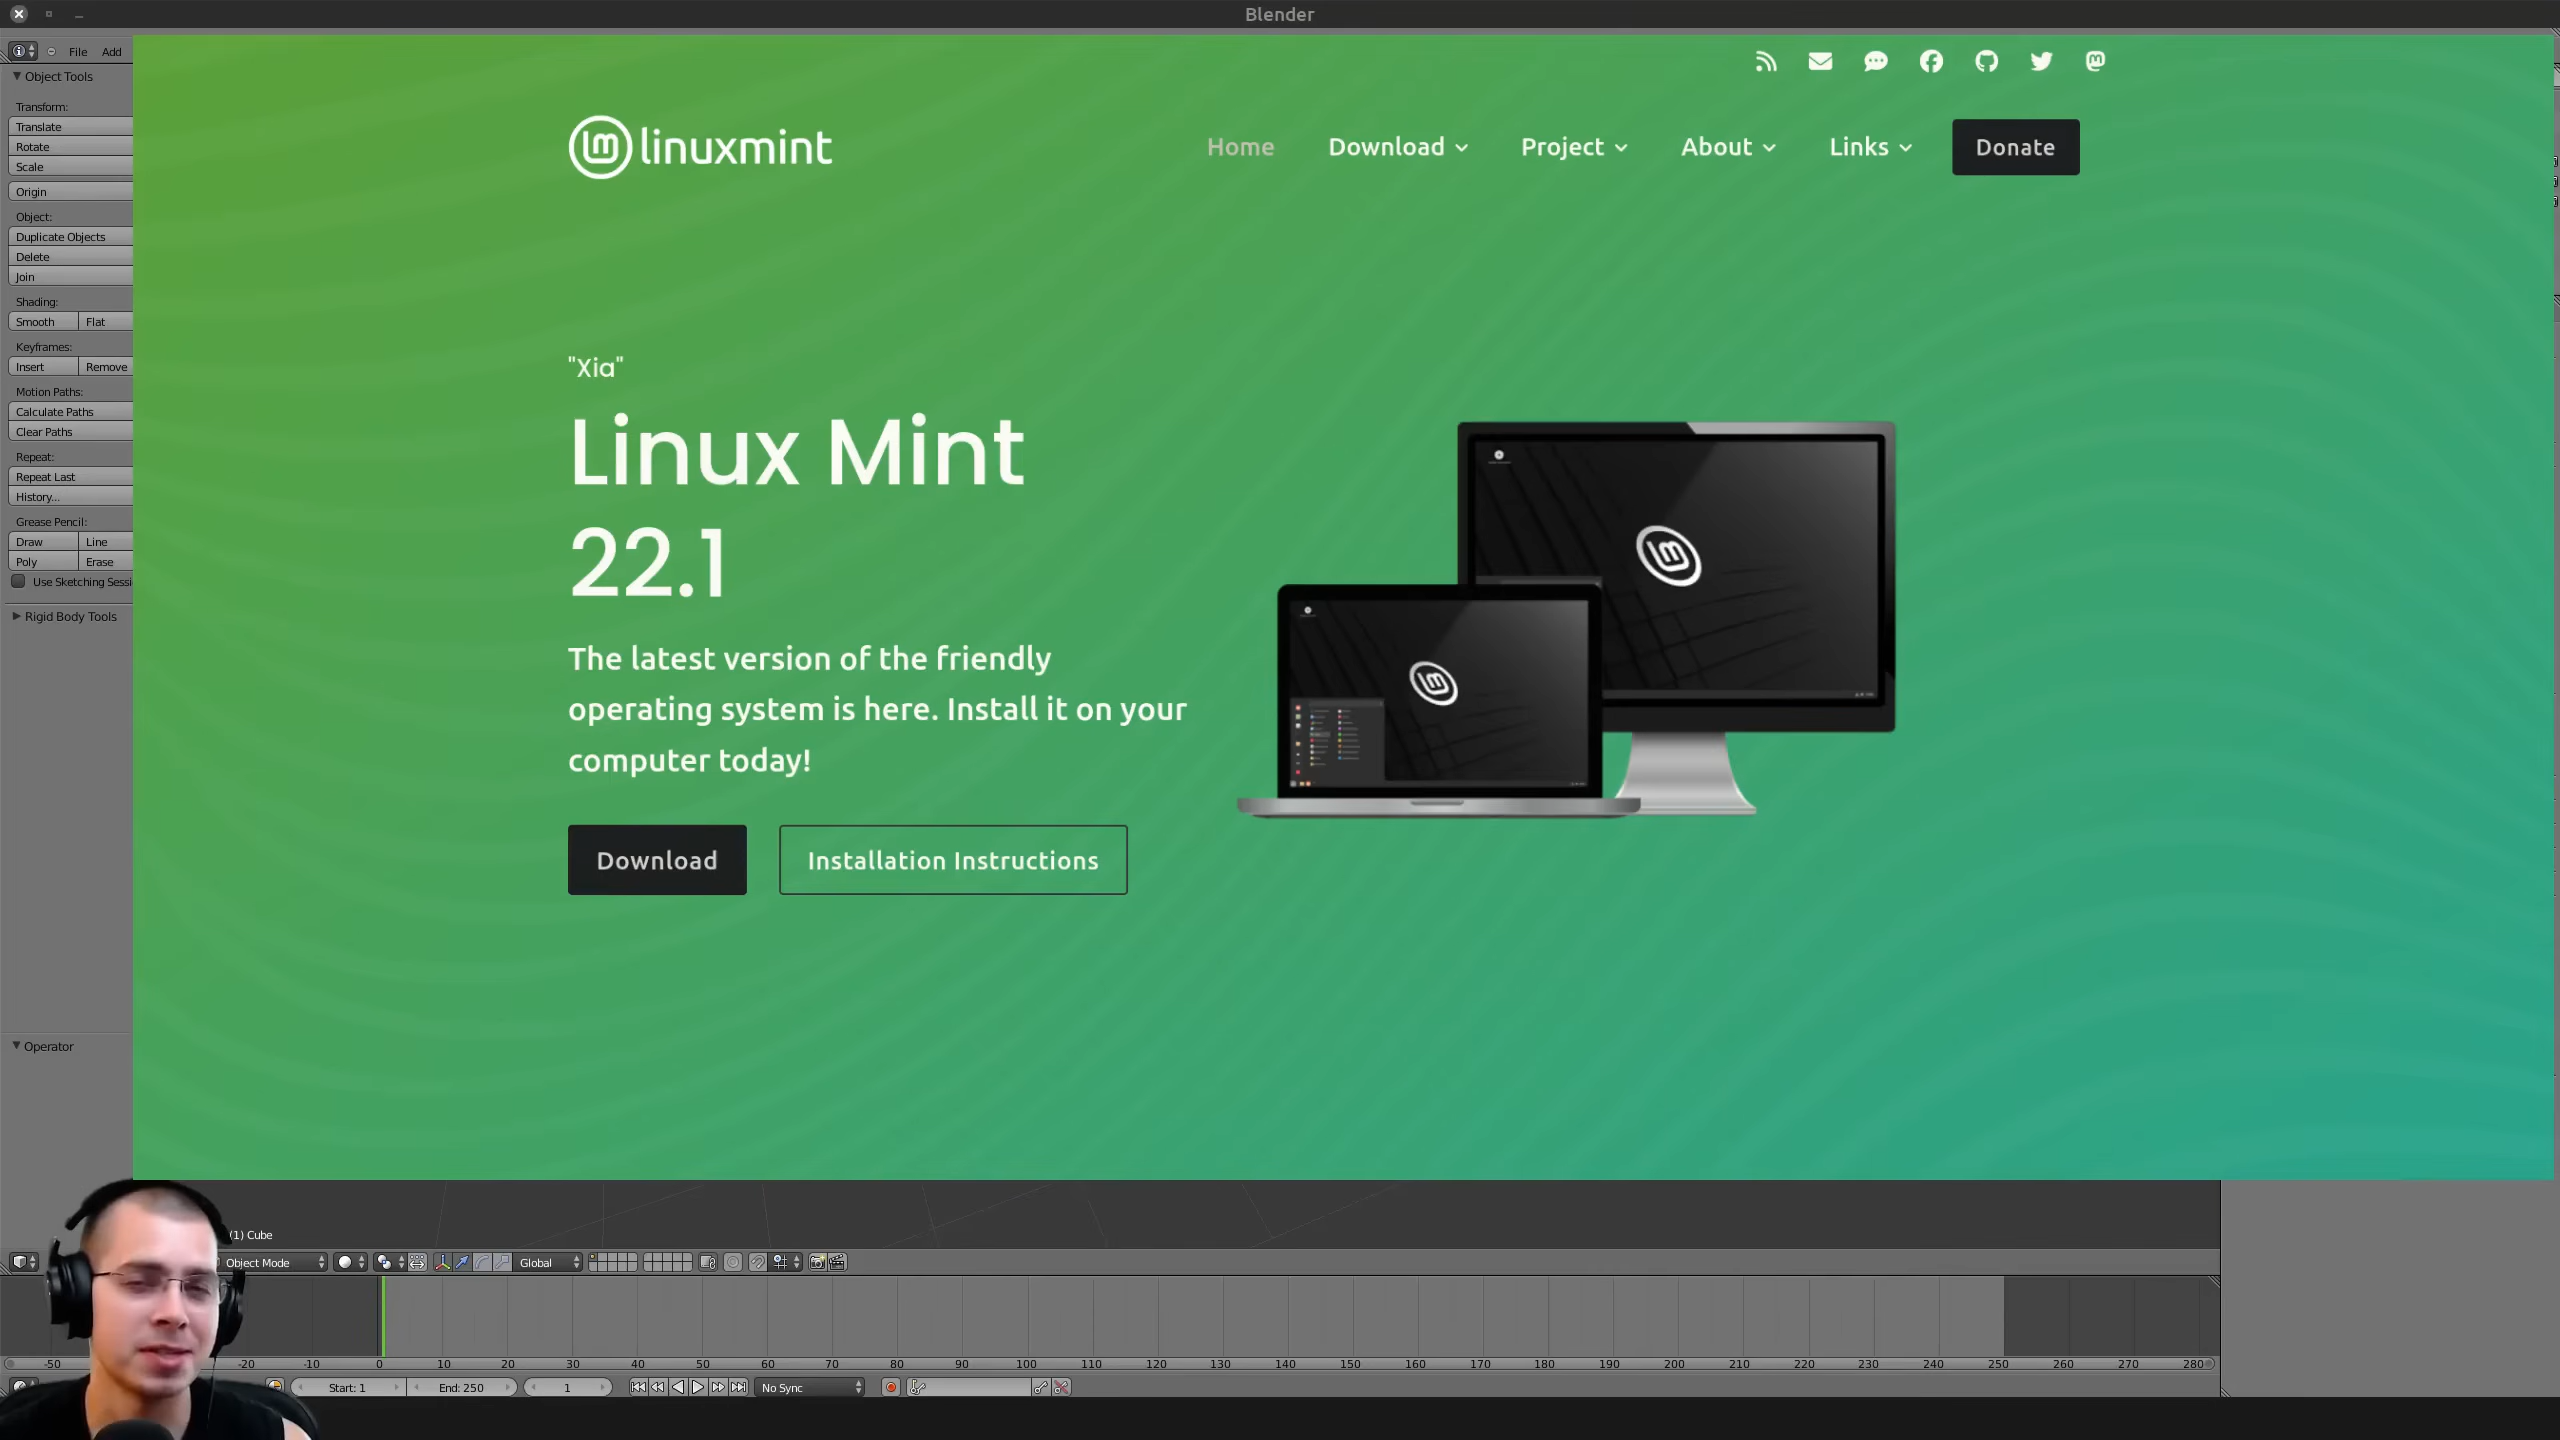 Blender
File Add
Object Tools
Transform:
Translate
Rotate
Scale
Origin
Object:
Duplicate Objects
Delete
Join
Shading:
Smooth Flat
Keyframes:
Insert Remove
Motion Paths:
Calculate Paths
Clear Paths
Repeat:
Repeat Last
History...
Grease Pencil:
Draw Line
Poly Erase
Use Sketching Sessi
Rigid Body Tools
Operator
linuxmint
Home Download Project About Links Donate
"Xia"
Linux Mint
22.1
The latest version of the friendly
operating system is here. Install it on your
computer today!
Download Installation Instructions
(1) Cube
Object Mode Global
-50 -20 -10 0 10 20 30 40 50 60 70 80 90 100 110 120 130 140 150 160 170 180 190 200 210 220 230 240 250 260 270 280
Start: 1 End: 250 1 No Sync